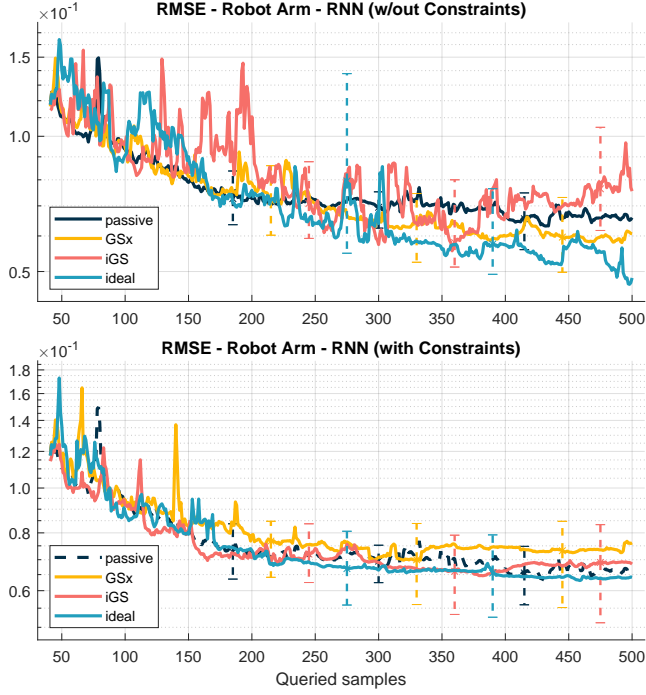 RMSE - Robot Arm - RNN (w/out Constraints)
×10⁻¹
1.5
1.0
0.5
passive
GSx
iGS
ideal
50 100 150 200 250 300 350 400 450 500
RMSE - Robot Arm - RNN (with Constraints)
×10⁻¹
1.8
1.6
1.4
1.2
1.0
0.8
0.6
passive
GSx
iGS
ideal
50 100 150 200 250 300 350 400 450 500
Queried samples